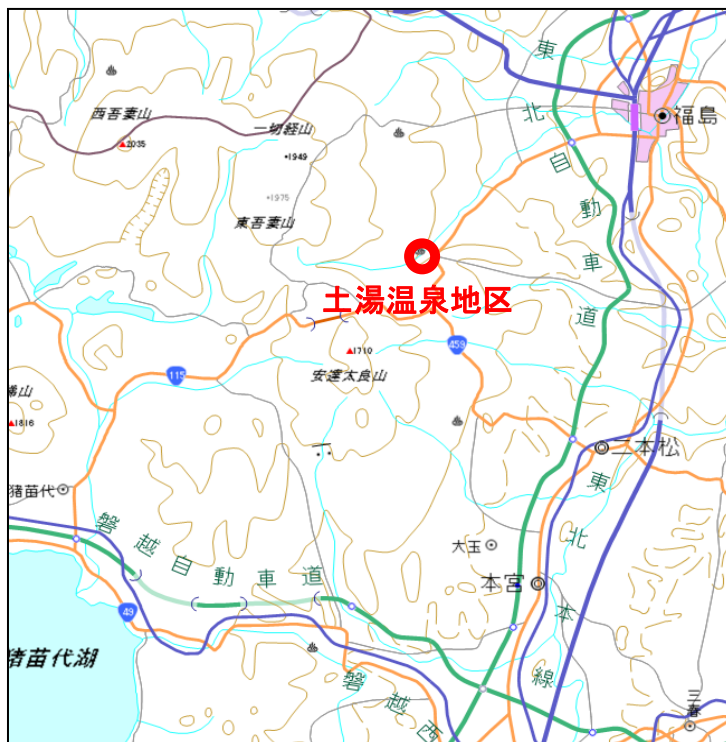 西吾妻山
2035
一切経山
1949
1975
東吾妻山
福島
東北自動車道
土湯温泉地区
1710
安達太良山
459
115
1816
猪苗代
二本松
東北本線
磐越自動車道
大玉
本宮
49
猪苗代湖
磐越西
三春